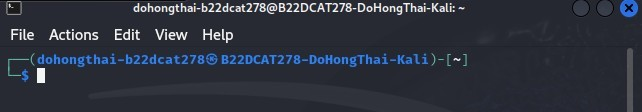 dohongthai-b22dcat278@B22DCAT278-DoHongThai-Kali: ~
File Actions Edit View Help
┌──(dohongthai-b22dcat278㉿B22DCAT278-DoHongThai-Kali)-[~]
└─$